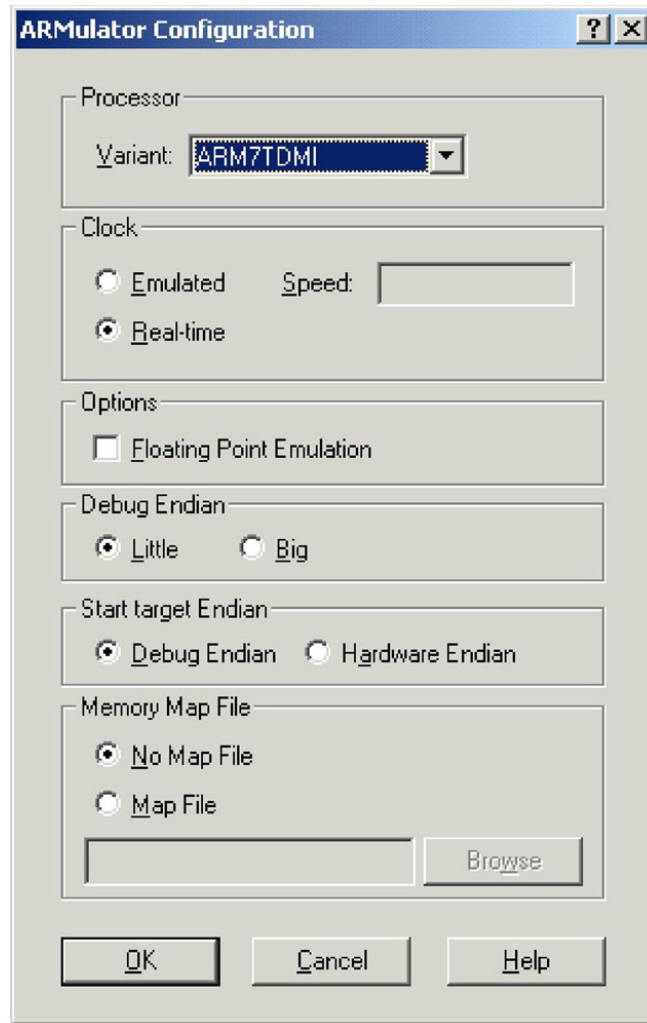 ARMulator Configuration ? X
Processor
Variant: ARM7TDMI
Clock
Emulated Speed:
Real-time
Options
Floating Point Emulation
Debug Endian
Little Big
Start target Endian
Debug Endian Hardware Endian
Memory Map File
No Map File
Map File
Browse
OK Cancel Help